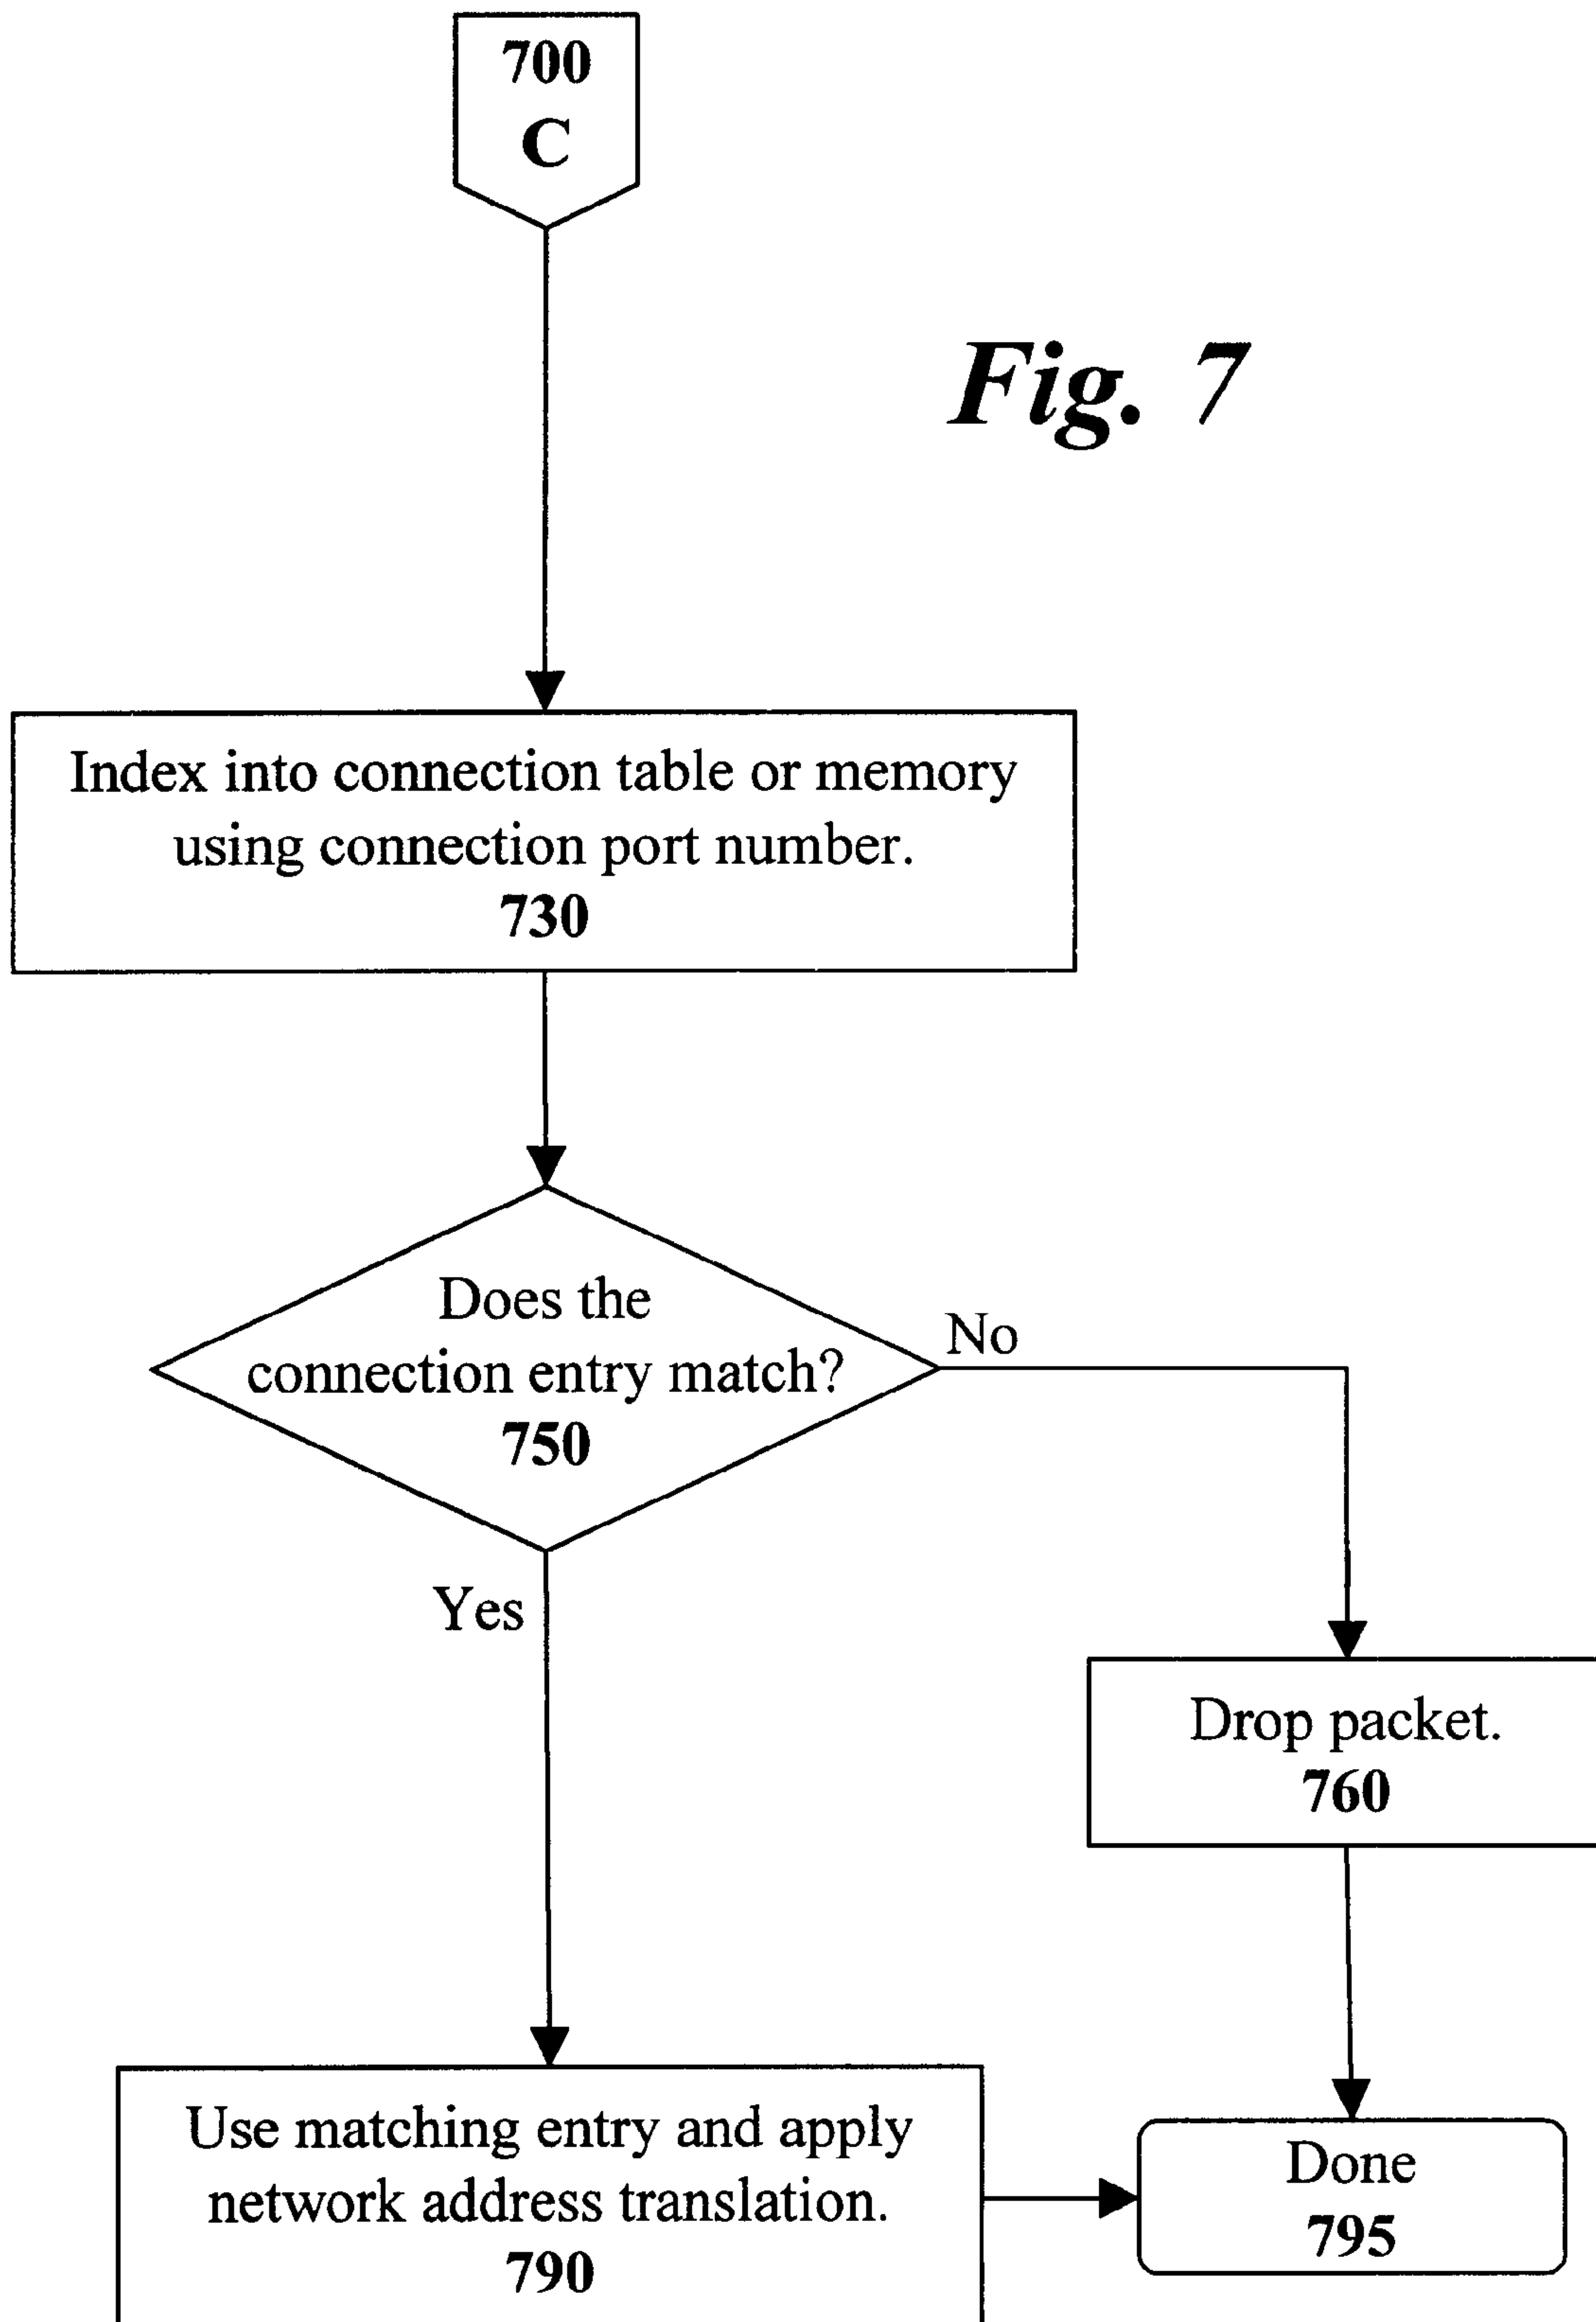 700
C
Fig. 7
Index into connection table or memory
using connection port number.
730
Does the
connection entry match?
750
No
Yes
Drop packet.
760
Use matching entry and apply
network address translation.
790
Done
795